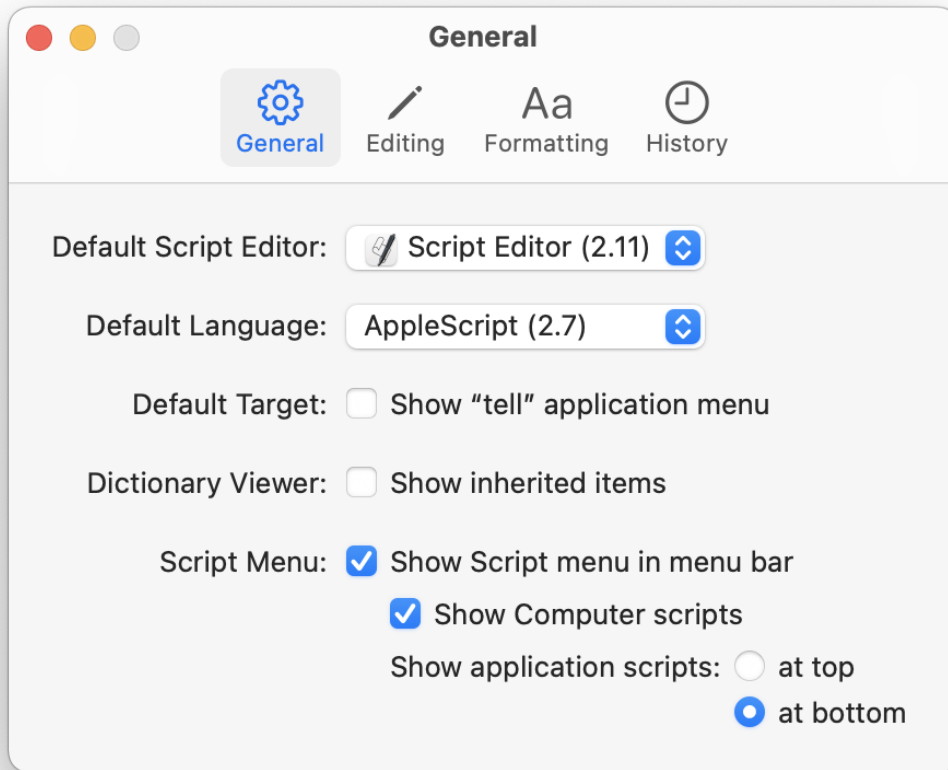 General
General
Editing
Aa
Formatting
History
Default Script Editor: Script Editor (2.11)
Default Language: AppleScript (2.7)
Default Target: Show “tell” application menu
Dictionary Viewer: Show inherited items
Script Menu: Show Script menu in menu bar
Show Computer scripts
Show application scripts: at top
at bottom